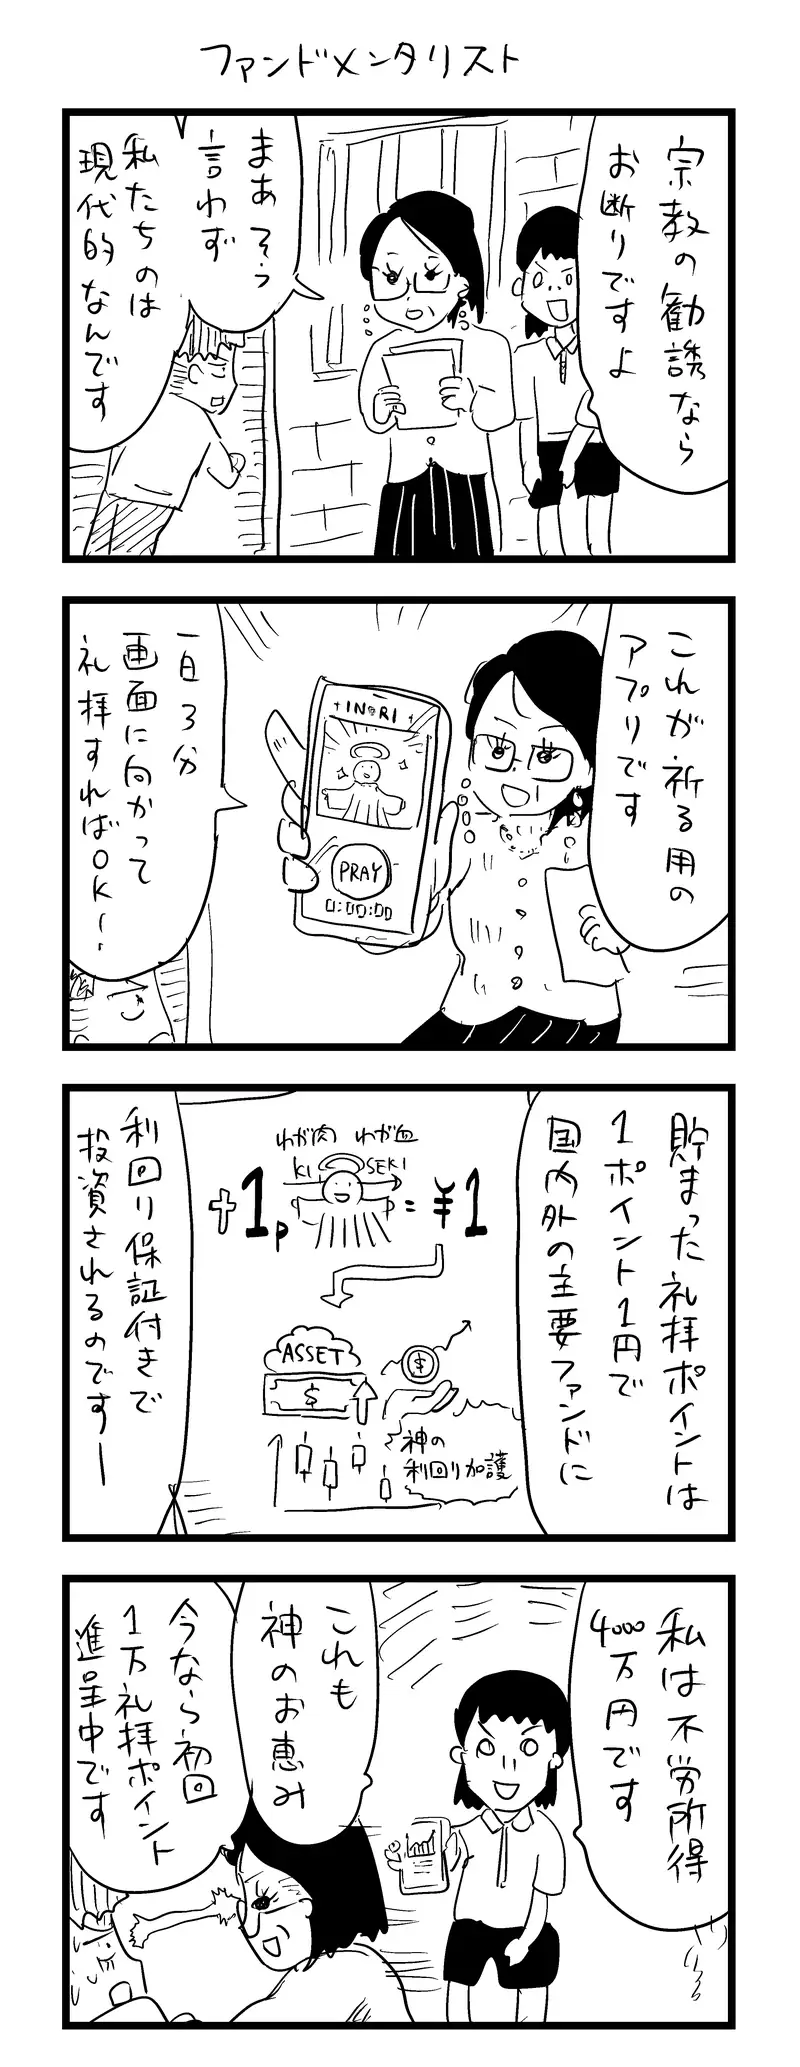 ファンドメンタリスト
宗教の勧誘なら
お断りですよ
まあそう
言わず
私たちのは
現代的なんです
これが祈る用の
アプリです
INORI
PRAY
0:00:00
一日3分
画面に向かって
礼拝すればOKー.
貯まった礼拝ポイントは
1ポイント1円で
国内外の主要ファンドに
わが肉 わが血
KI SEKI
+1p = ¥1
ASSET
$
$
神の
利回り加護
利回り保証付きで
投資されるのですー
私は不労所得
4000万円です
これも
神のお恵み
今なら初回
1万礼拝ポイント
進呈中です